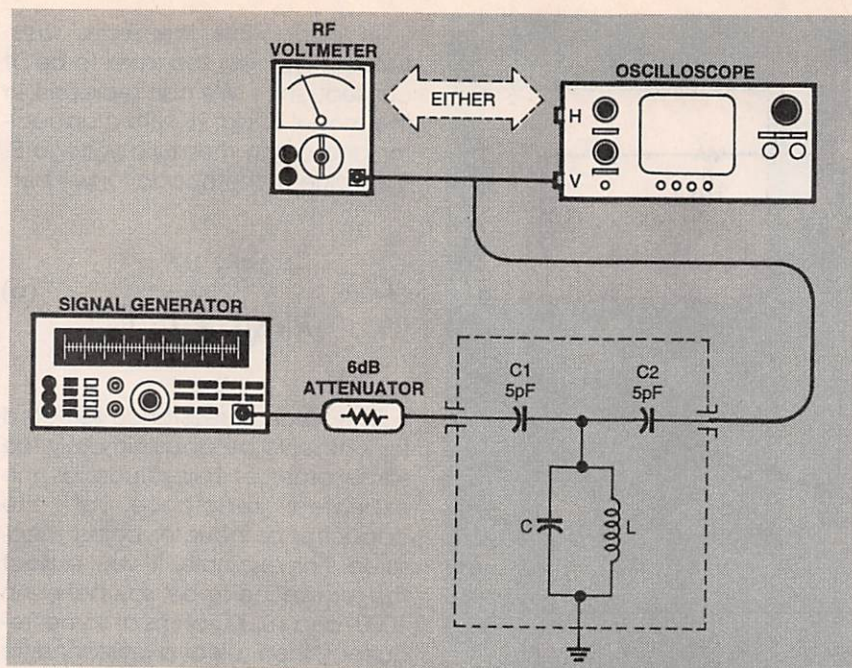 RF
VOLTMETER
OSCILLOSCOPE
EITHER
H
V
SIGNAL GENERATOR
6dB
ATTENUATOR
C1
5pF
C2
5pF
C
L